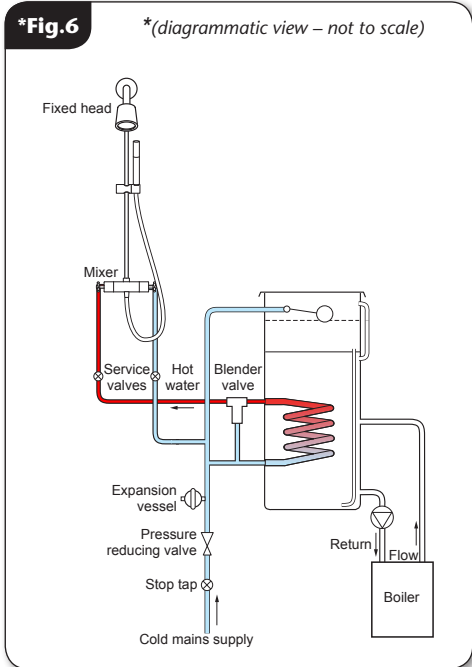 *Fig.6
*(diagrammatic view – not to scale)
Fixed head
Mixer
Service
valves
Hot
water
Blender
valve
Expansion
vessel
Pressure
reducing valve
Stop tap
Cold mains supply
Return
Flow
Boiler